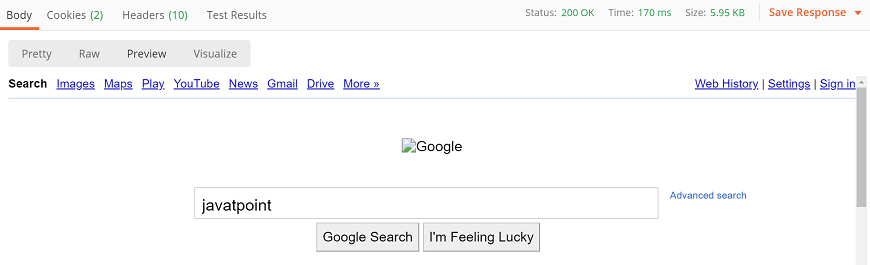 Body Cookies (2) Headers (10) Test Results Status: 200 OK Time: 170 ms Size: 5.95 KB Save Response
Pretty Raw Preview Visualize
Search Images Maps Play YouTube News Gmail Drive More » Web History | Settings | Sign in
Google
javatpoint Advanced search
Google Search I'm Feeling Lucky